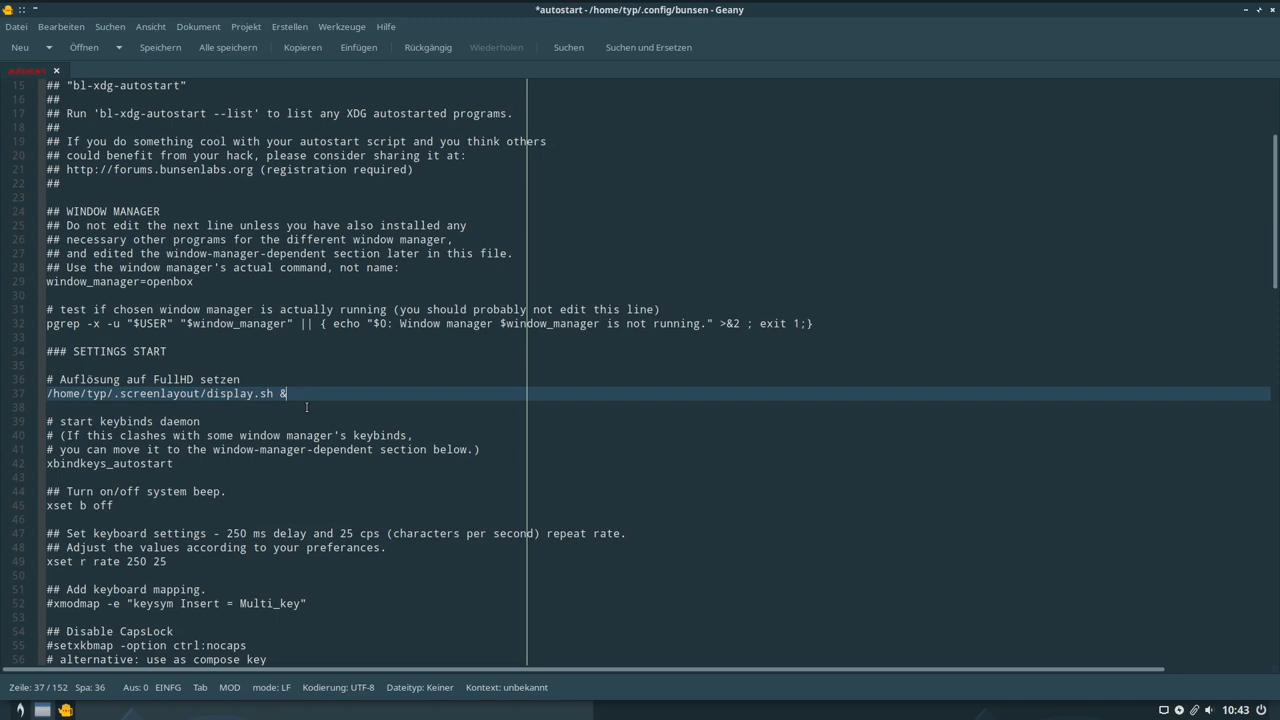 *autostart - /home/typ/.config/bunsen - Geany
Datei Bearbeiten Suchen Ansicht Dokument Projekt Erstellen Werkzeuge Hilfe
Neu Öffnen Speichern Alle speichern Kopieren Einfügen Rückgängig Wiederholen Suchen Suchen und Ersetzen
autostart
15 ## "bl-xdg-autostart"
16 ##
17 ## Run 'bl-xdg-autostart --list' to list any XDG autostarted programs.
18 ##
19 ## If you do something cool with your autostart script and you think others
20 ## could benefit from your hack, please consider sharing it at:
21 ## http://forums.bunsenlabs.org (registration required)
22 ##
23
24 ## WINDOW MANAGER
25 ## Do not edit the next line unless you have also installed any
26 ## necessary other programs for the different window manager,
27 ## and edited the window-manager-dependent section later in this file.
28 ## Use the window manager's actual command, not name:
29 window_manager=openbox
30
31 # test if chosen window manager is actually running (you should probably not edit this line)
32 pgrep -x -u "$USER" "$window_manager" || { echo "$0: Window manager $window_manager is not running." >&2 ; exit 1;}
33
34 ### SETTINGS START
35
36 # Auflösung auf FullHD setzen
37 /home/typ/.screenlayout/display.sh &
38
39 # start keybinds daemon
40 # (If this clashes with some window manager's keybinds,
41 # you can move it to the window-manager-dependent section below.)
42 xbindkeys_autostart
43
44 ## Turn on/off system beep.
45 xset b off
46
47 ## Set keyboard settings - 250 ms delay and 25 cps (characters per second) repeat rate.
48 ## Adjust the values according to your preferances.
49 xset r rate 250 25
50
51 ## Add keyboard mapping.
52 #xmodmap -e "keysym Insert = Multi_key"
53
54 ## Disable CapsLock
55 #setxkbmap -option ctrl:nocaps
56 # alternative: use as compose key
Zeile: 37 / 152 Spa: 36 Aus: 0 EINFG Tab MOD mode: LF Kodierung: UTF-8 Dateityp: Keiner Kontext: unbekannt
10:43